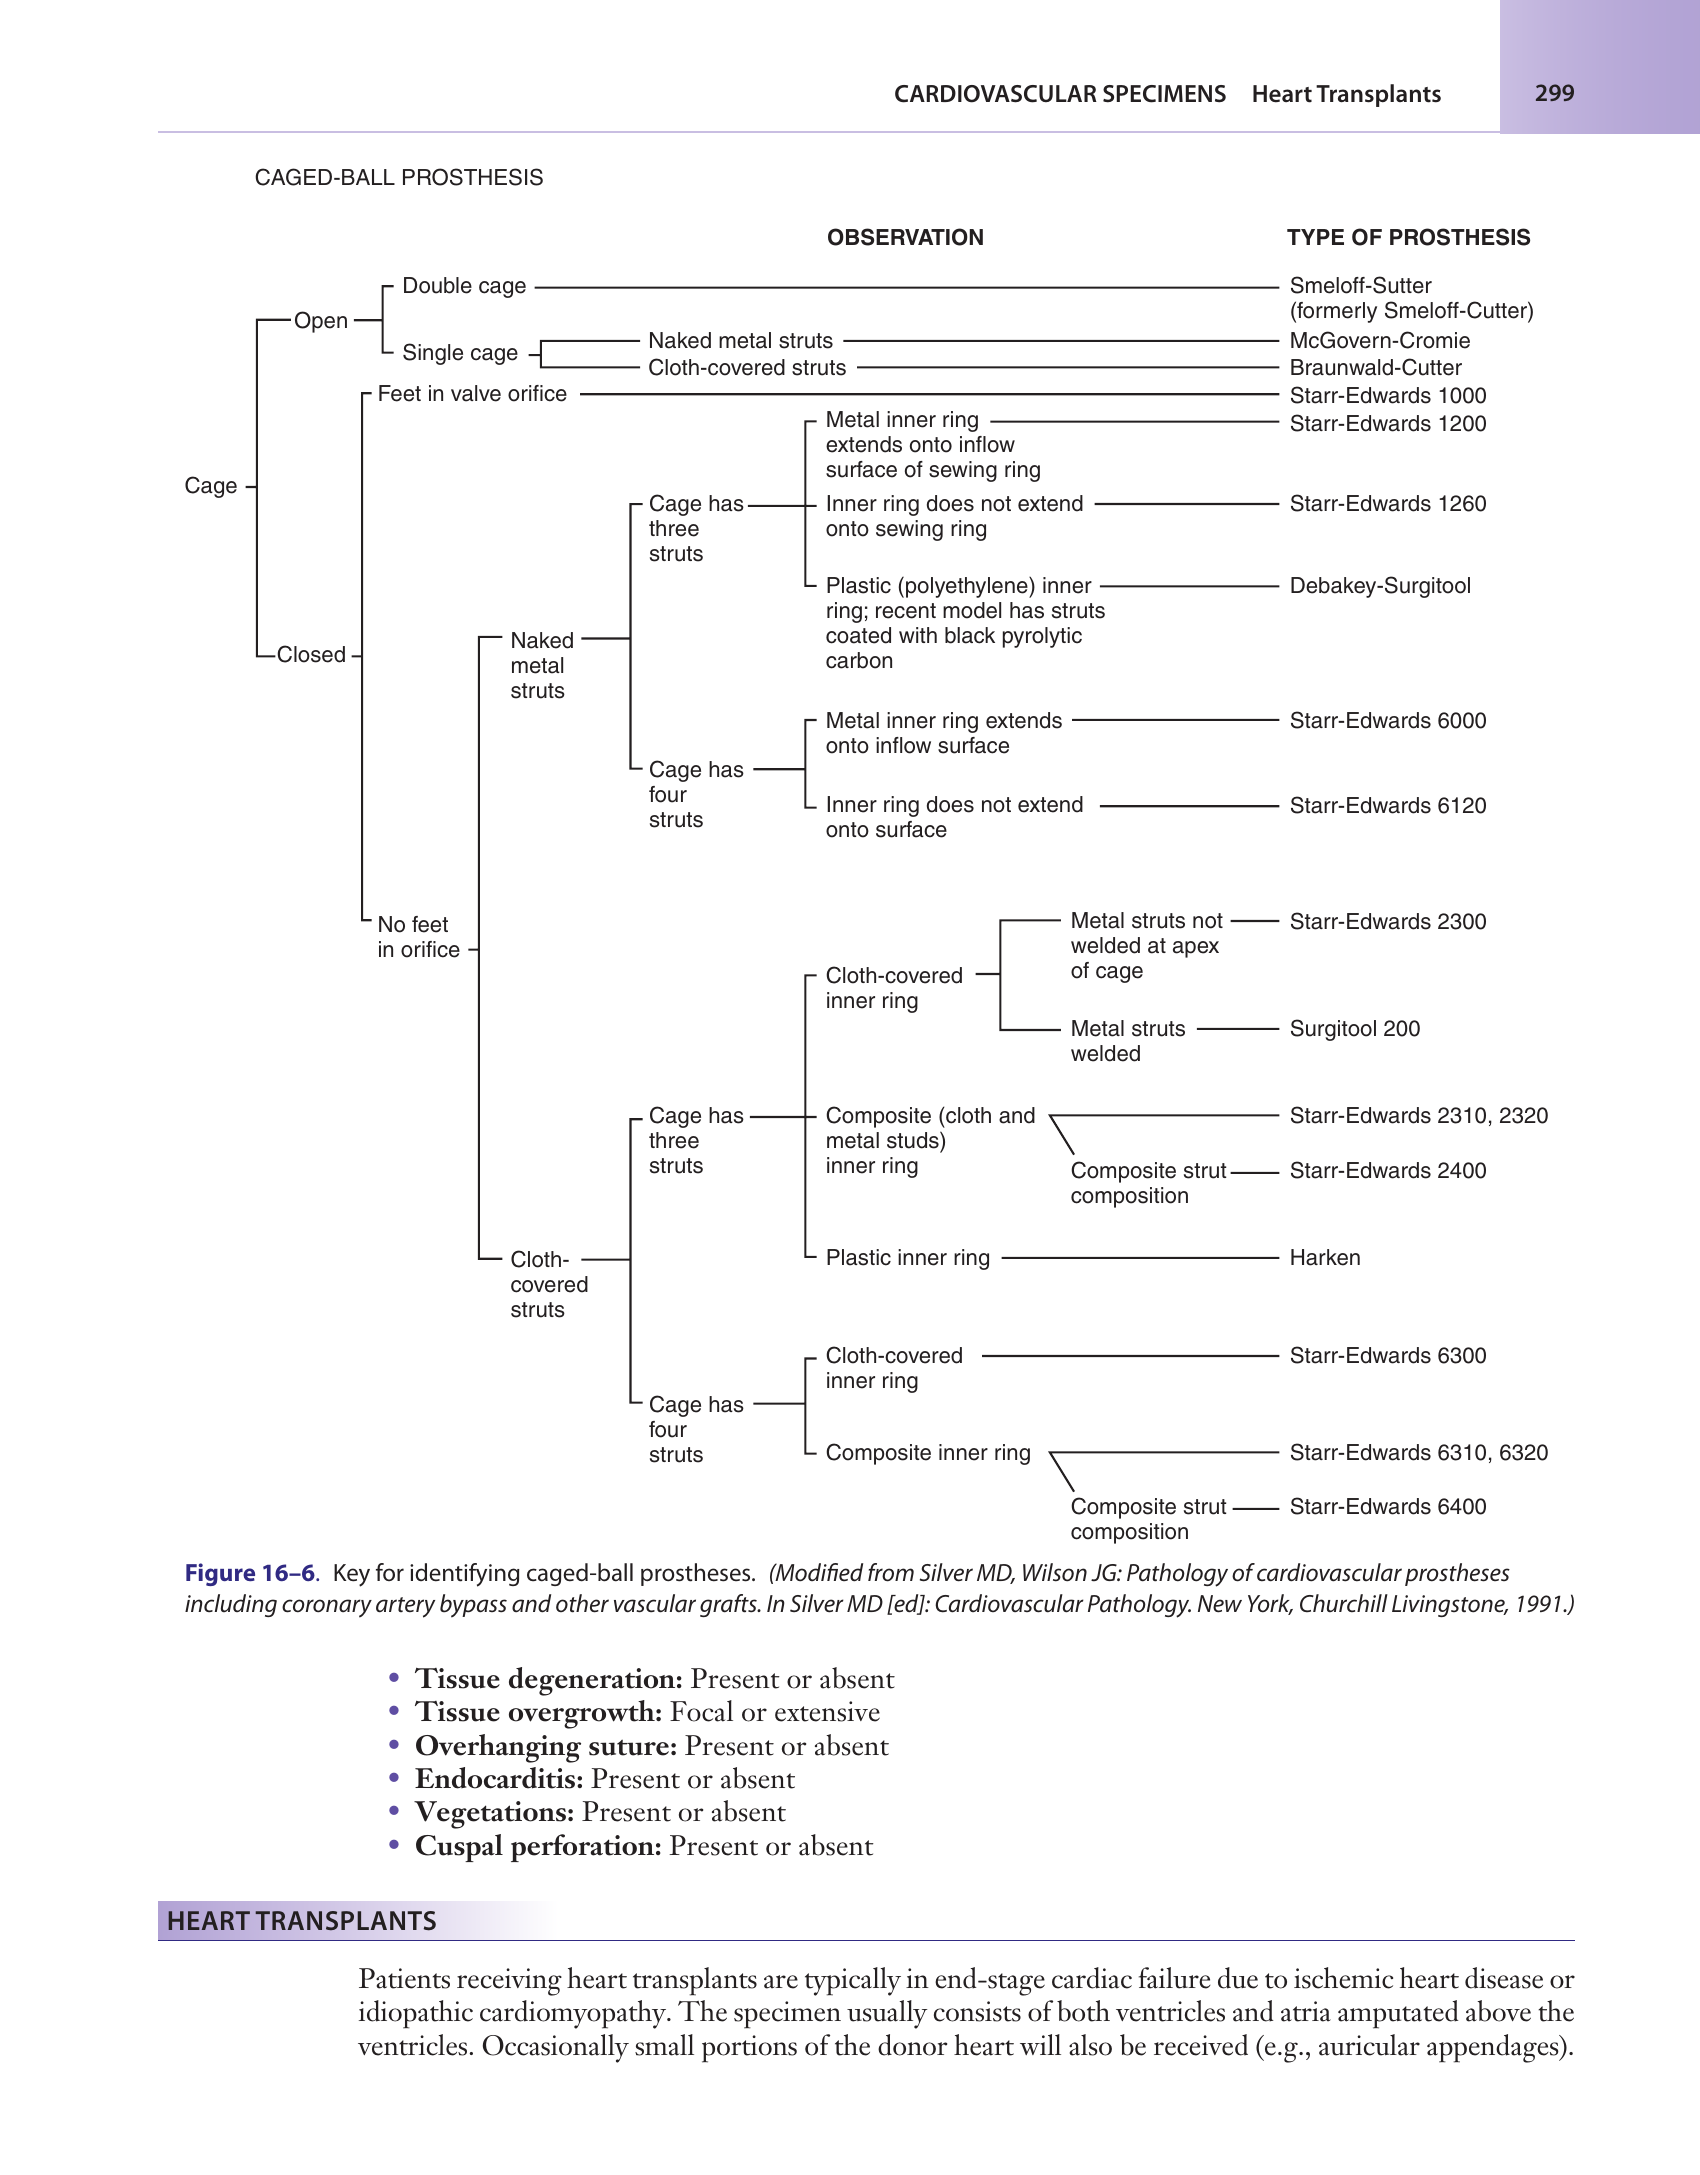 CARDIOVASCULAR SPECIMENS Heart Transplants 299
CAGED-BALL PROSTHESIS
OBSERVATION TYPE OF PROSTHESIS
Double cage Smeloff-Sutter
(formerly Smeloff-Cutter)
Open
Naked metal struts McGovern-Cromie
Single cage
Cloth-covered struts Braunwald-Cutter
Feet in valve orifice Starr-Edwards 1000
Metal inner ring Starr-Edwards 1200
extends onto inflow
surface of sewing ring
Cage
Cage has Inner ring does not extend Starr-Edwards 1260
three onto sewing ring
struts
Plastic (polyethylene) inner Debakey-Surgitool
ring; recent model has struts
coated with black pyrolytic
carbon
Closed
Naked
metal
struts
Metal inner ring extends Starr-Edwards 6000
onto inflow surface
Cage has
four
struts
Inner ring does not extend Starr-Edwards 6120
onto surface
No feet
in orifice
Metal struts not Starr-Edwards 2300
welded at apex
of cage
Cloth-covered
inner ring
Metal struts Surgitool 200
welded
Cage has Composite (cloth and Starr-Edwards 2310, 2320
three metal studs)
struts inner ring
Composite strut Starr-Edwards 2400
composition
Plastic inner ring Harken
Cloth-
covered
struts
Cloth-covered Starr-Edwards 6300
inner ring
Cage has
four
struts
Composite inner ring Starr-Edwards 6310, 6320
Composite strut Starr-Edwards 6400
composition
Figure 16–6. Key for identifying caged-ball prostheses. (Modified from Silver MD, Wilson JG: Pathology of cardiovascular prostheses
including coronary artery bypass and other vascular grafts. In Silver MD [ed]: Cardiovascular Pathology. New York, Churchill Livingstone, 1991.)
• Tissue degeneration: Present or absent
• Tissue overgrowth: Focal or extensive
• Overhanging suture: Present or absent
• Endocarditis: Present or absent
• Vegetations: Present or absent
• Cuspal perforation: Present or absent
HEART TRANSPLANTS
Patients receiving heart transplants are typically in end-stage cardiac failure due to ischemic heart disease or
idiopathic cardiomyopathy. The specimen usually consists of both ventricles and atria amputated above the
ventricles. Occasionally small portions of the donor heart will also be received (e.g., auricular appendages).